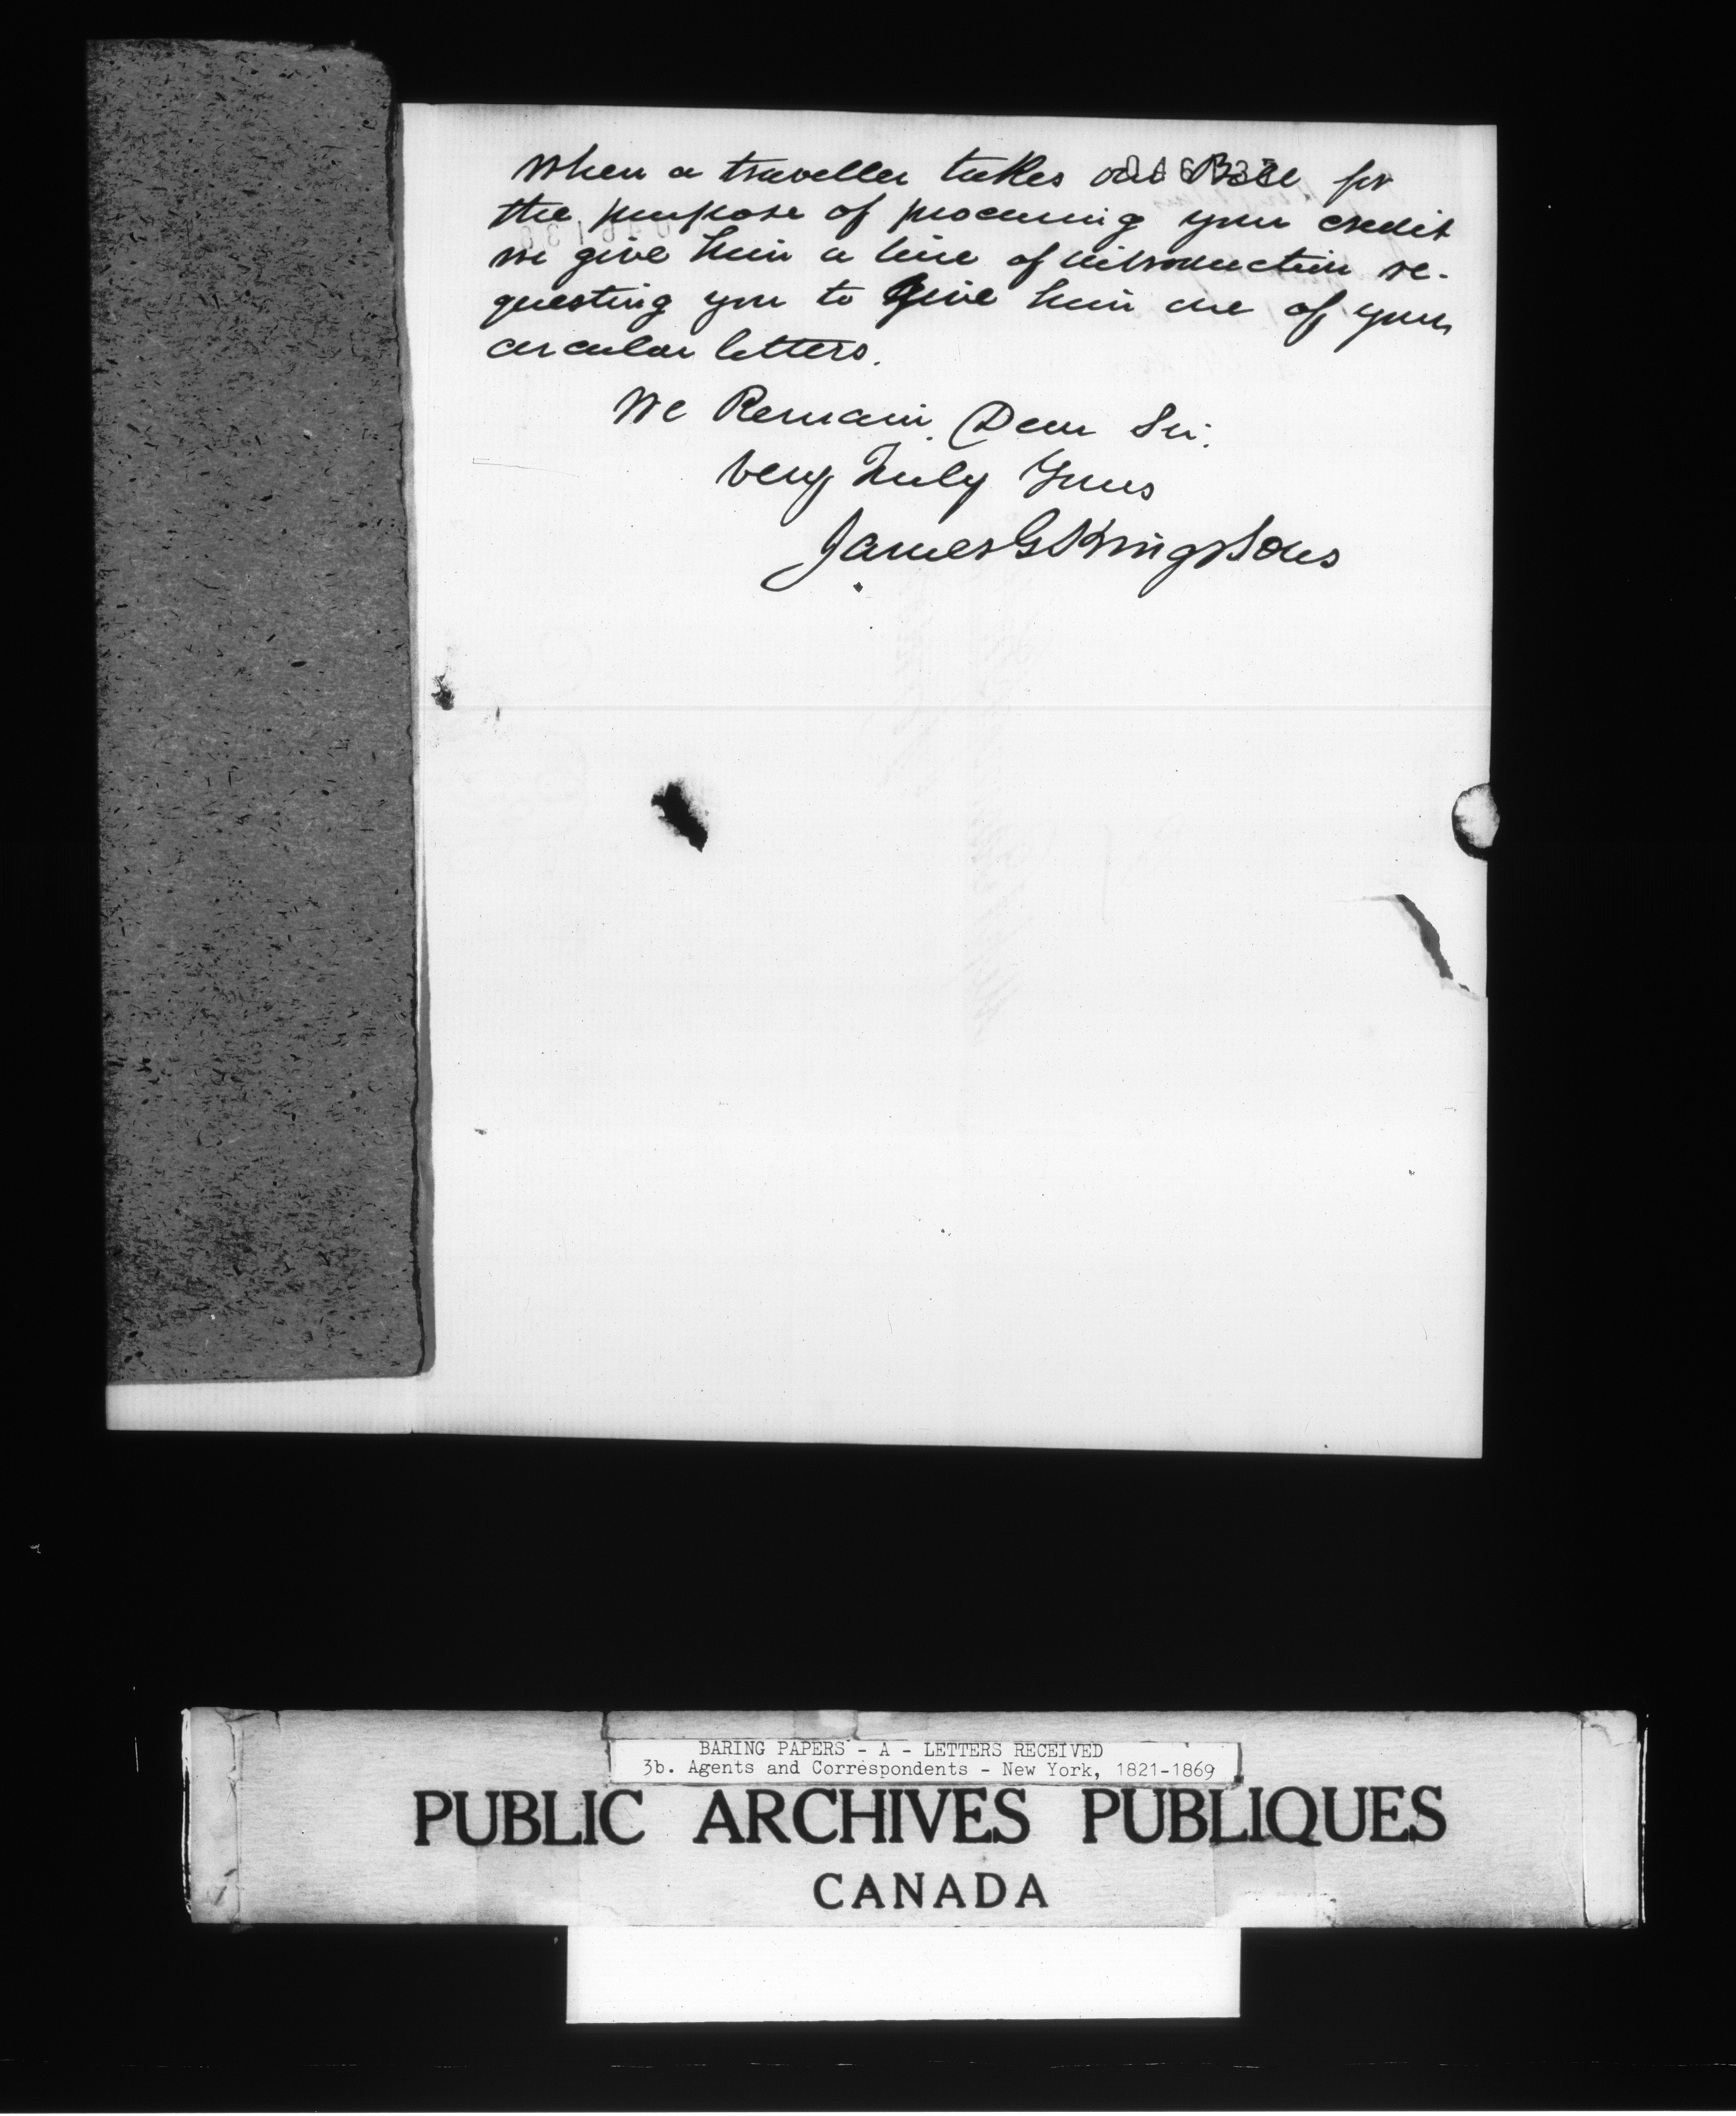 When a traveller takes our Bill for
the purpose of procuring your credit
we give him a line of introduction re-
questing you to Give him one of your
circular letters.
We Remain. Dear Sir.
Very Truly Yours
James G King & Sons
BARING PAPERS - A - LETTERS RECEIVED
3b. Agents and Correspondents - New York, 1821-1869
PUBLIC ARCHIVES PUBLIQUES
CANADA